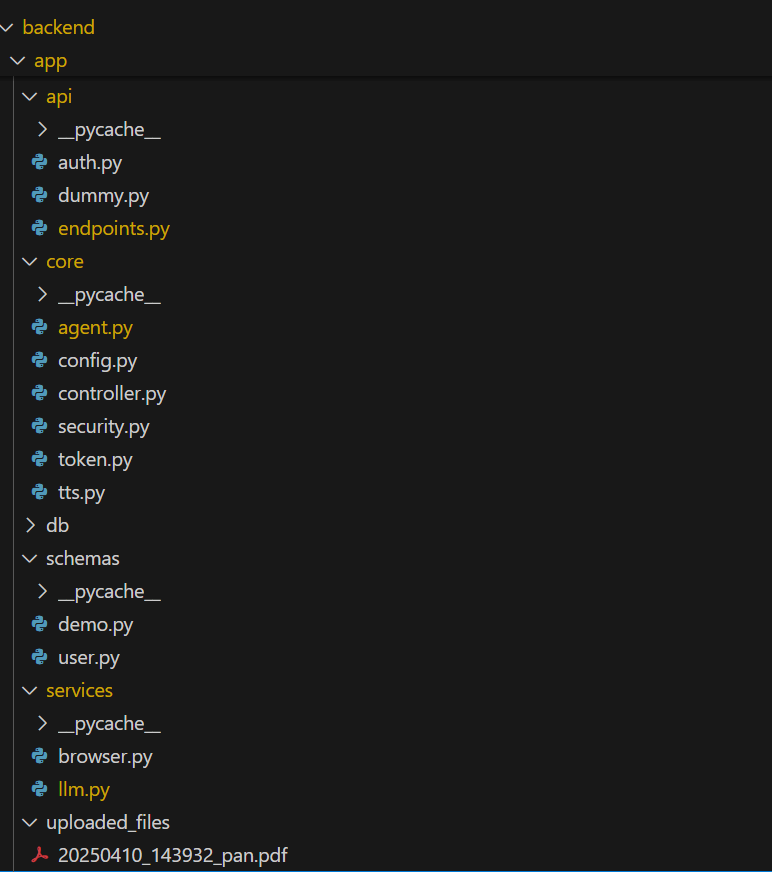 backend
app
api
__pycache__
auth.py
dummy.py
endpoints.py
core
__pycache__
agent.py
config.py
controller.py
security.py
token.py
tts.py
db
schemas
__pycache__
demo.py
user.py
services
__pycache__
browser.py
llm.py
uploaded_files
20250410_143932_pan.pdf